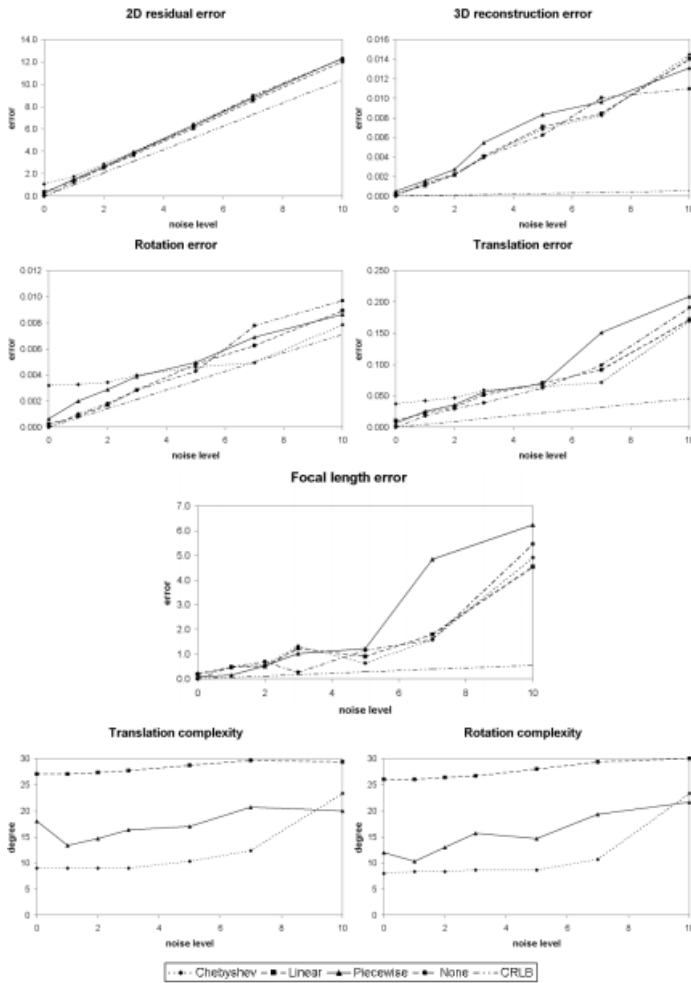 2D residual error
14.0
12.0
10.0
8.0
6.0
4.0
2.0
0.0
error
0 2 4 6 8 10
noise level
3D reconstruction error
0.016
0.014
0.012
0.010
0.008
0.006
0.004
0.002
0.000
error
0 2 4 6 8 10
noise level
Rotation error
0.012
0.010
0.008
0.006
0.004
0.002
0.000
error
0 2 4 6 8 10
noise level
Translation error
0.250
0.200
0.150
0.100
0.050
0.000
error
0 2 4 6 8 10
noise level
Focal length error
7.0
6.0
5.0
4.0
3.0
2.0
1.0
0.0
error
0 2 4 6 8 10
noise level
Translation complexity
30
25
20
15
10
5
0
degree
0 2 4 6 8 10
noise level
Rotation complexity
30
25
20
15
10
5
0
degree
0 2 4 6 8 10
noise level
Chebyshev Linear Piecewise None CRLB